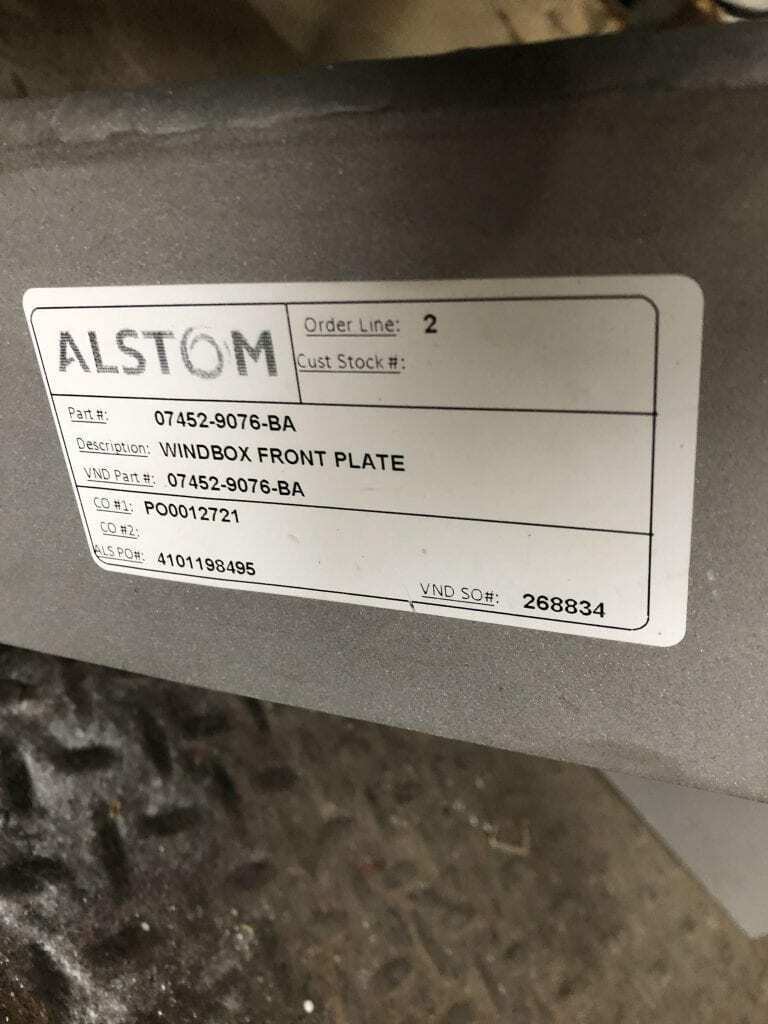 ALSTOM
Order Line: 2
Cust Stock #:
Part #: 07452-9076-BA
Description: WINDBOX FRONT PLATE
VND Part #: 07452-9076-BA
CO #1: PO0012721
CO #2:
ALS PO#: 4101198495
VND SO#: 268834